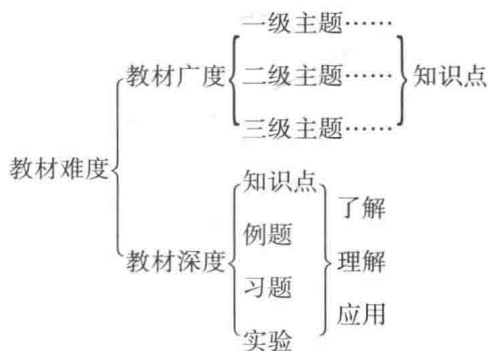 一级主题……
教材广度
二级主题……
知识点
三级主题……
教材难度
知识点
了解
例题
教材深度
理解
习题
应用
实验